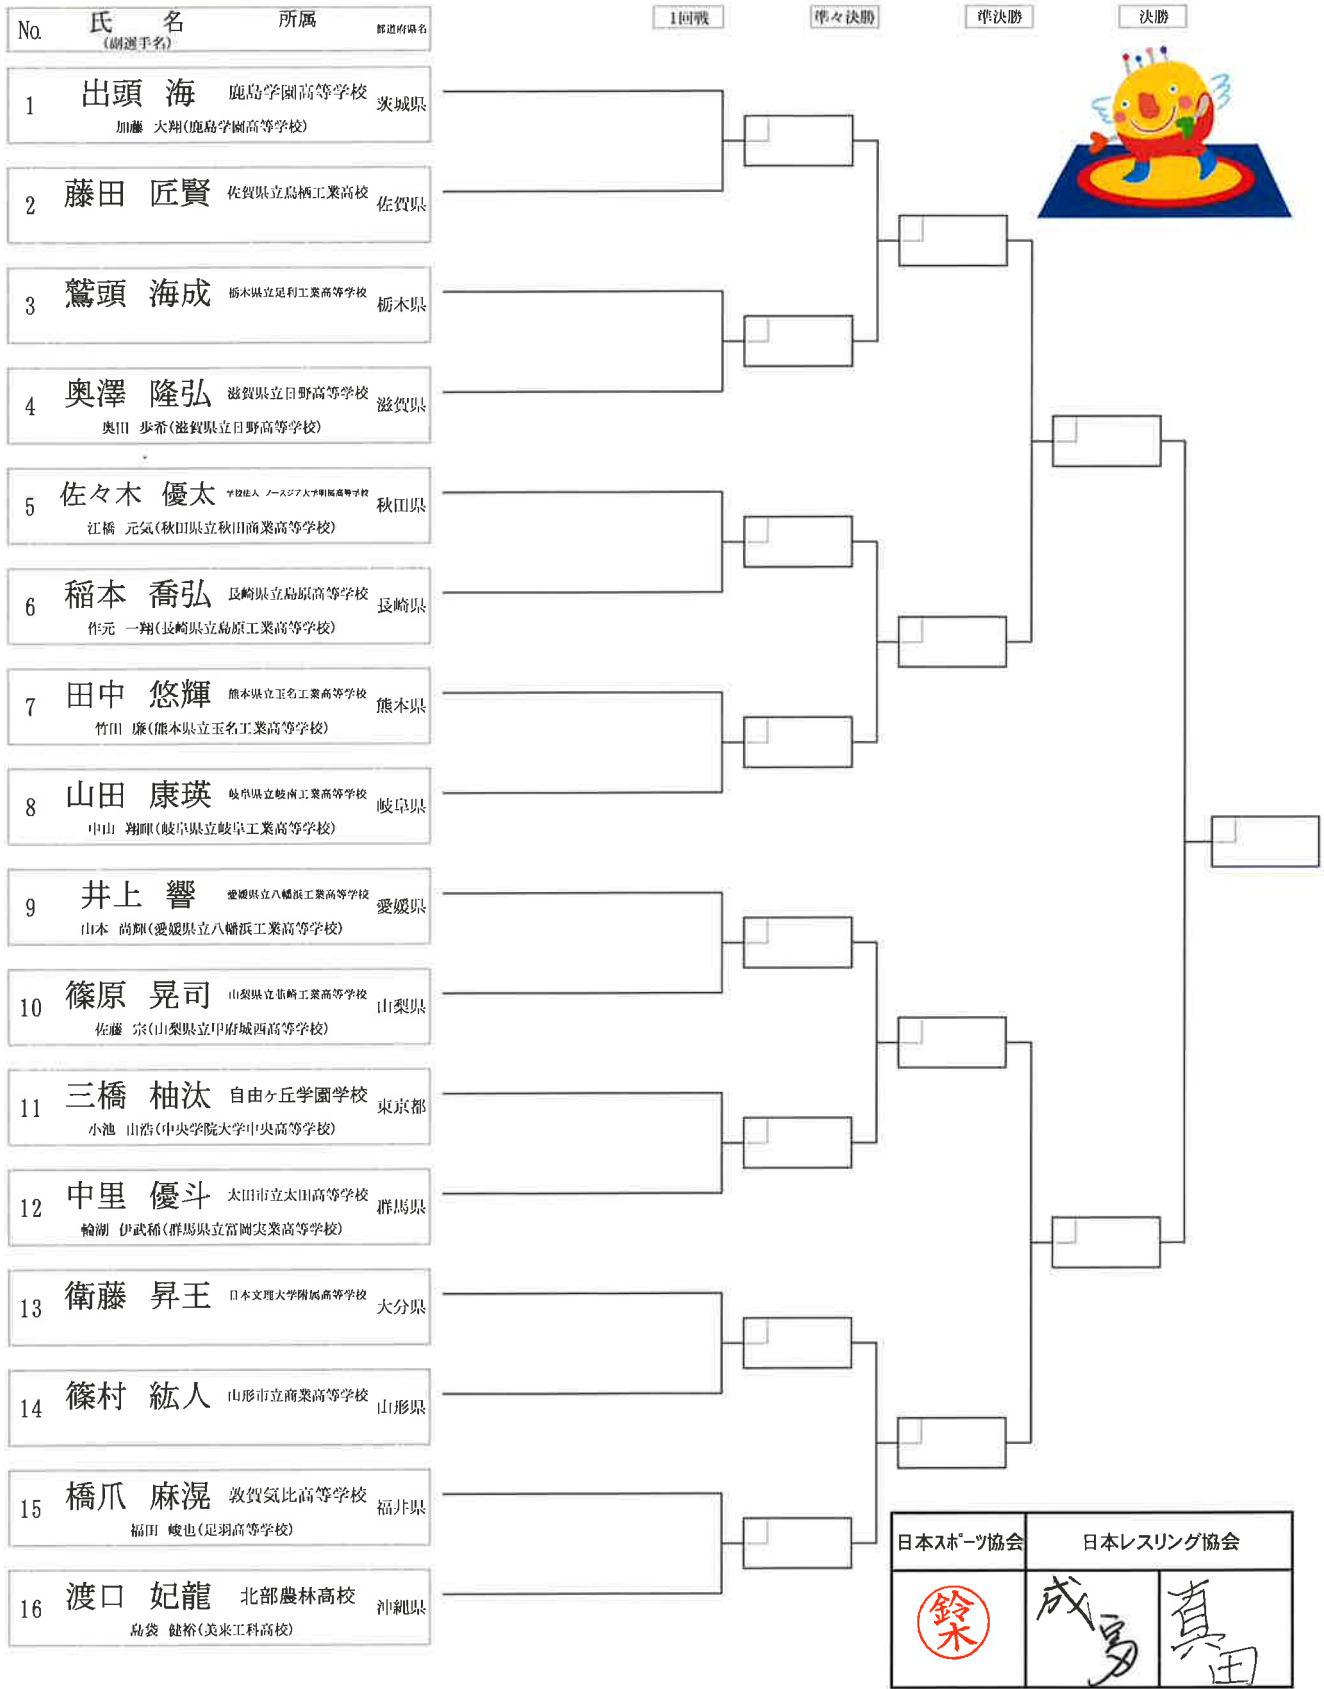 No. 氏 名 所属 都道府県名
(副選手名)
1回戦 準々決勝 準決勝 決勝
1 出頭 海 鹿島学園高等学校 茨城県
加藤 大翔(鹿島学園高等学校)
2 藤田 匠賢 佐賀県立鳥栖工業高校 佐賀県
3 鷲頭 海成 栃木県立足利工業高等学校 栃木県
4 奥澤 隆弘 滋賀県立日野高等学校 滋賀県
奥田 歩希(滋賀県立日野高等学校)
5 佐々木 優太 学校法人 ノースアジア大学明桜高等学校 秋田県
江橋 元気(秋田県立秋田商業高等学校)
6 稲本 喬弘 長崎県立島原高等学校 長崎県
作元 一翔(長崎県立島原工業高等学校)
7 田中 悠輝 熊本県立玉名工業高等学校 熊本県
竹田 廉(熊本県立玉名工業高等学校)
8 山田 康瑛 岐阜県立岐南工業高等学校 岐阜県
中山 翔暉(岐阜県立岐阜工業高等学校)
9 井上 響 愛媛県立八幡浜工業高等学校 愛媛県
山本 尚輝(愛媛県立八幡浜工業高等学校)
10 篠原 晃司 山梨県立韮崎工業高等学校 山梨県
佐藤 宗(山梨県立甲府城西高等学校)
11 三橋 柚汰 自由ヶ丘学園学校 東京都
小池 由浩(中央学院大学中央高等学校)
12 中里 優斗 太田市立太田高等学校 群馬県
輪湖 伊武稀(群馬県立富岡実業高等学校)
13 衛藤 昇王 日本文理大学附属高等学校 大分県
14 篠村 紘人 山形市立商業高等学校 山形県
15 橋爪 麻滉 敦賀気比高等学校 福井県
福田 峻也(足羽高等学校)
16 渡口 妃龍 北部農林高校 沖縄県
島袋 健裕(美来工科高校)
日本スポーツ協会 日本レスリング協会
鈴木 成富 真田